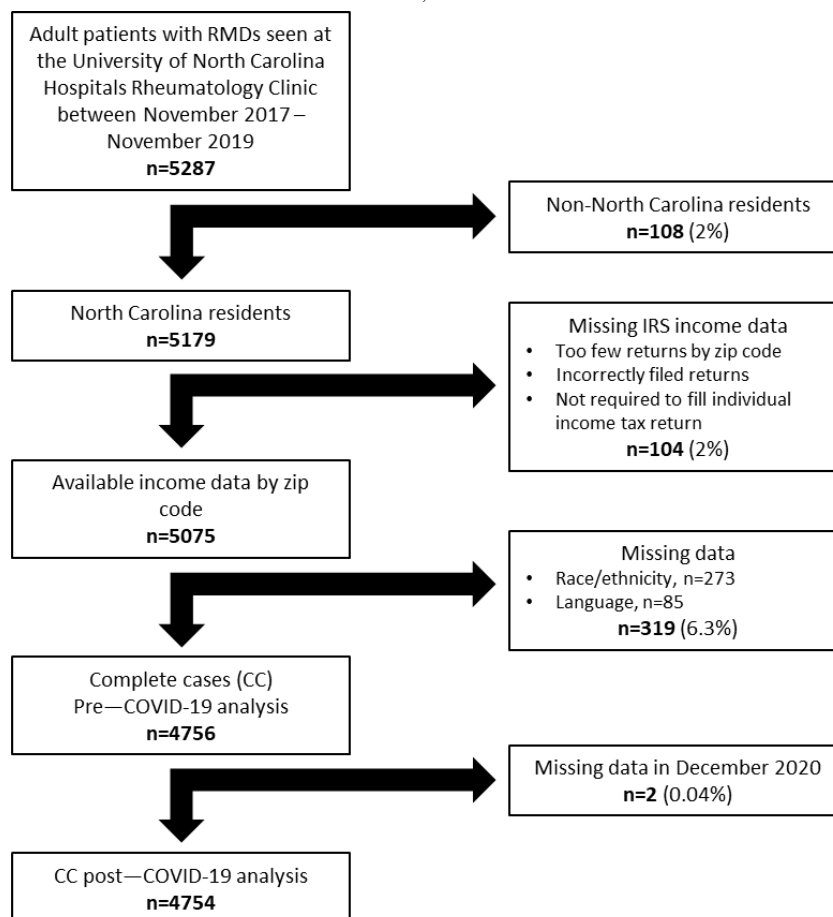 Adult patients with RMDs seen at
the University of North Carolina
Hospitals Rheumatology Clinic
between November 2017 –
November 2019
n=5287
Non-North Carolina residents
n=108 (2%)
North Carolina residents
n=5179
Missing IRS income data
• Too few returns by zip code
• Incorrectly filed returns
• Not required to fill individual
income tax return
n=104 (2%)
Available income data by zip
code
n=5075
Missing data
• Race/ethnicity, n=273
• Language, n=85
n=319 (6.3%)
Complete cases (CC)
Pre—COVID-19 analysis
n=4756
Missing data in December 2020
n=2 (0.04%)
CC post—COVID-19 analysis
n=4754